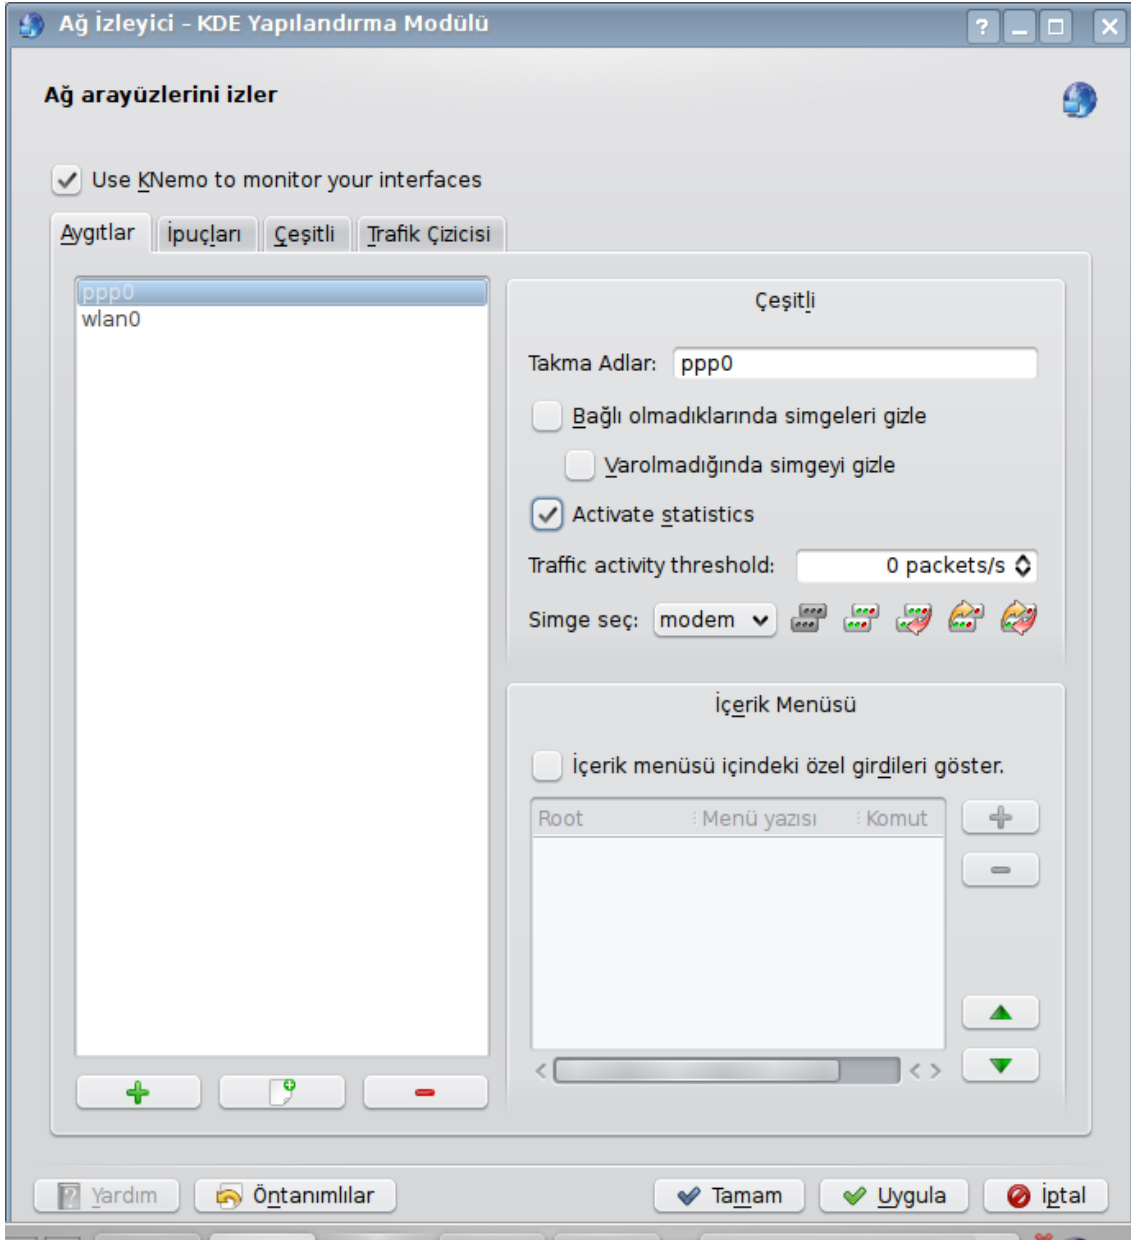 Ağ İzleyici – KDE Yapılandırma Modülü
Ağ arayüzlerini izler
Use KNemo to monitor your interfaces
Aygıtlar İpuçları Çeşitli Trafik Çizicisi
ppp0
wlan0
Çeşitli
Takma Adlar: ppp0
Bağlı olmadıklarında simgeleri gizle
Varolmadığında simgeyi gizle
Activate statistics
Traffic activity threshold: 0 packets/s
Simge seç: modem
İçerik Menüsü
İçerik menüsü içindeki özel girdileri göster.
Root Menü yazısı Komut
Yardım Öntanımlılar Tamam Uygula İptal